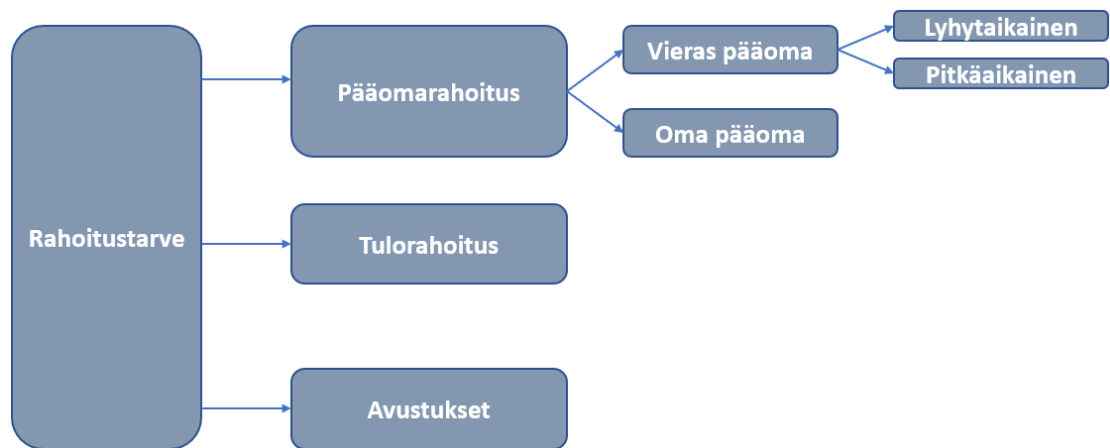 Rahoitustarve
Pääomarahoitus
Vieras pääoma
Lyhytaikainen
Pitkäaikainen
Oma pääoma
Tulorahoitus
Avustukset